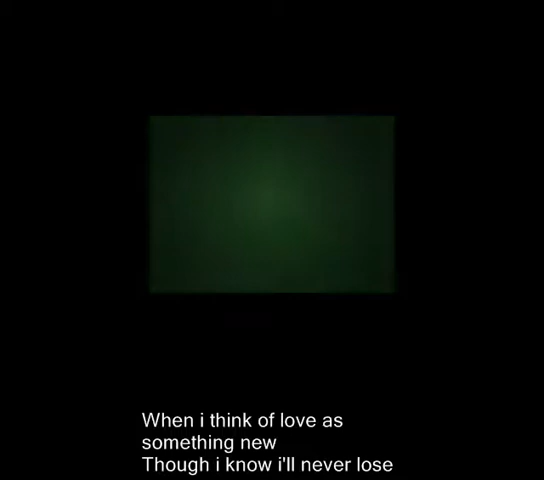 When i think of love as
something new
Though i know i'll never lose